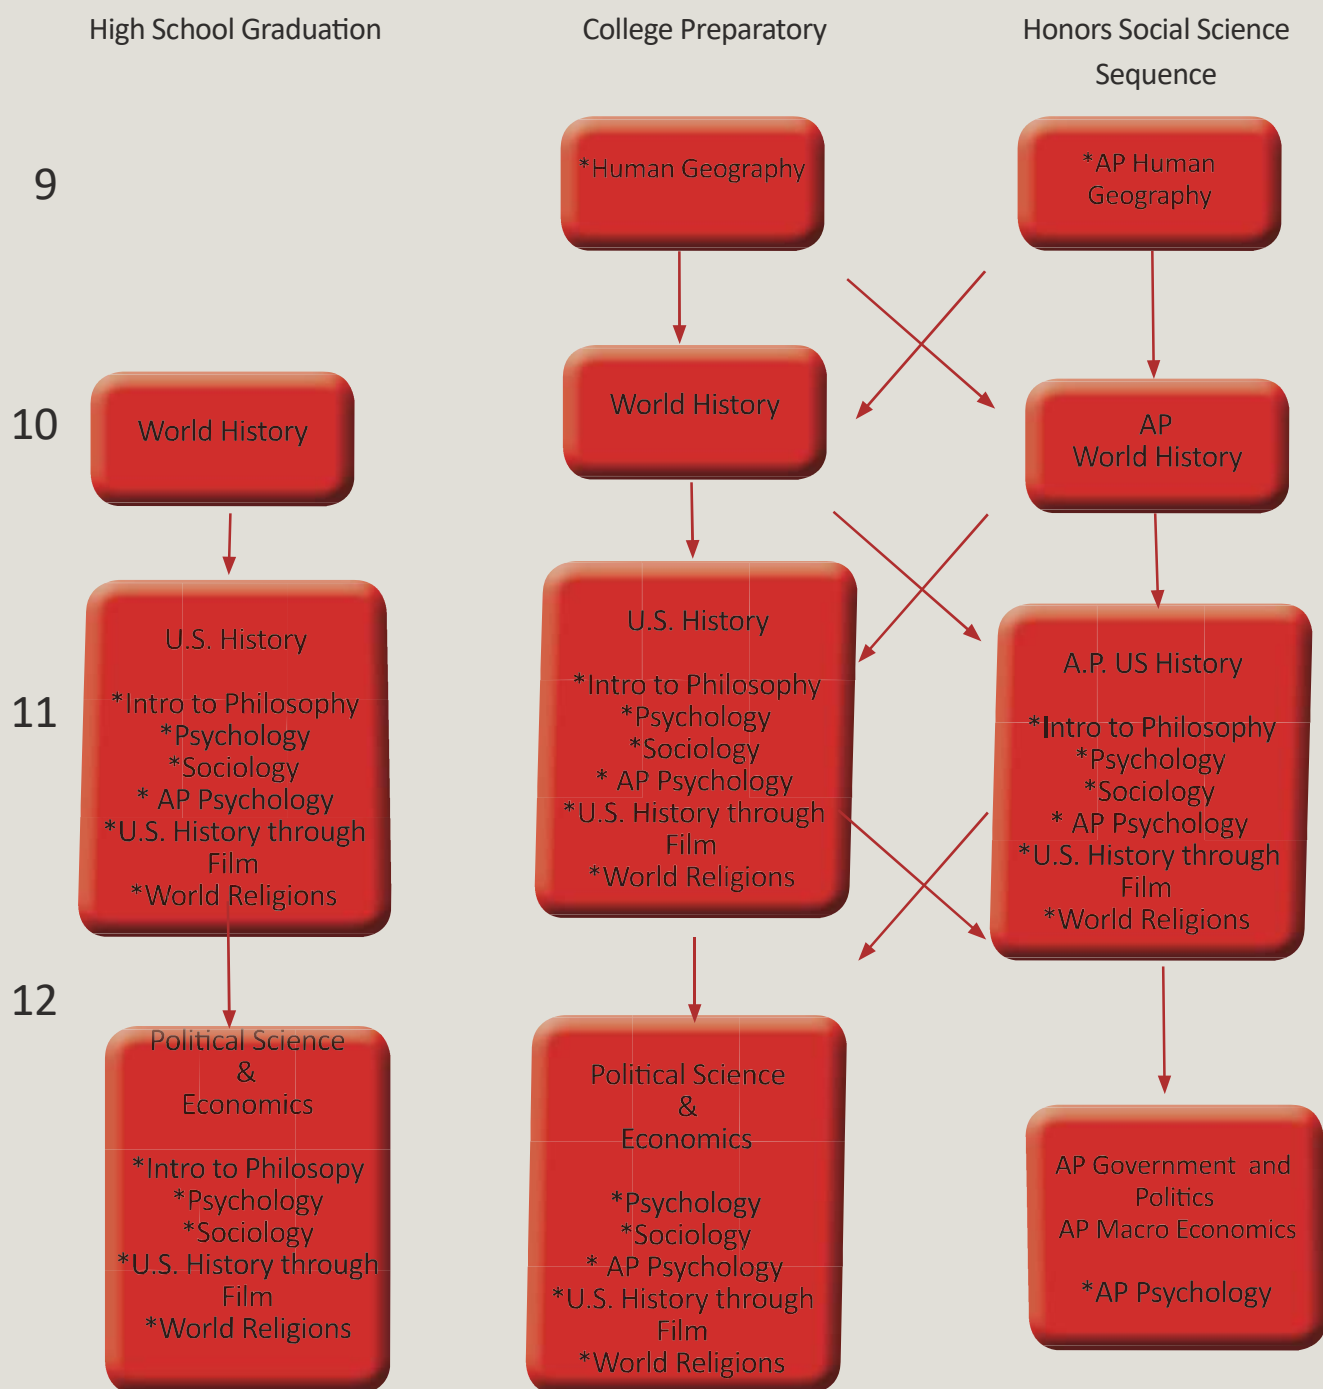 High School Graduation
College Preparatory
Honors Social Science
Sequence
9
*Human Geography
*AP Human
Geography
10
World History
World History
AP
World History
11
U.S. History
*Intro to Philosophy
*Psychology
*Sociology
* AP Psychology
*U.S. History through
Film
*World Religions
U.S. History
*Intro to Philosophy
*Psychology
*Sociology
* AP Psychology
*U.S. History through
Film
*World Religions
A.P. US History
*Intro to Philosophy
*Psychology
*Sociology
* AP Psychology
*U.S. History through
Film
*World Religions
12
Political Science
&
Economics
*Intro to Philosopy
*Psychology
*Sociology
*U.S. History through
Film
*World Religions
Political Science
&
Economics
*Psychology
*Sociology
* AP Psychology
*U.S. History through
Film
*World Religions
AP Government and
Politics
AP Macro Economics
*AP Psychology